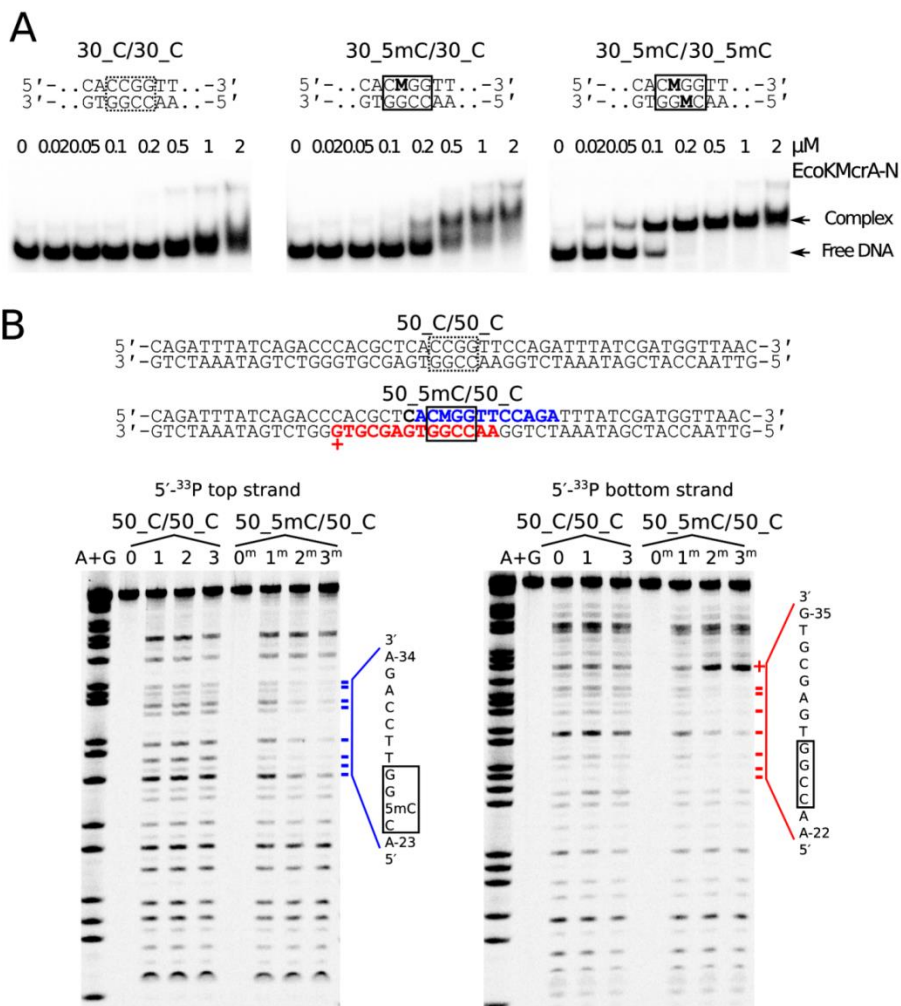 A
30_C/30_C
5′-..CACCGGTT..-3′
3′-..GTGGCCAA..-5′
0 0.020.05 0.1 0.2 0.5 1 2
30_5mC/30_C
5′-..CACMGGTT..-3′
3′-..GTGGCCAA..-5′
0 0.020.05 0.1 0.2 0.5 1 2
30_5mC/30_5mC
5′-..CACMGGTT..-3′
3′-..GTGGMCAA..-5′
0 0.020.05 0.1 0.2 0.5 1 2 μM
EcoKMcrA-N
Complex
Free DNA
B
50_C/50_C
5′-CAGATTTATCAGACCCACGCTCACCGGTTCCAGATTTATCGATGGTTAAC-3′
3′-GTCTAAATAGTCTGGGTGCGAGTGGCCAAGGTCTAAATAGCTACCAATTG-5′
50_5mC/50_C
5′-CAGATTTATCAGACCCACGCTCACMGGTTCCAGATTTATCGATGGTTAAC-3′
3′-GTCTAAATAGTCTGGGTGCGAGTGGCCAAGGTCTAAATAGCTACCAATTG-5′
+
5′-³³P top strand
50_C/50_C 50_5mC/50_C
A+G 0 1 2 3 0ᵐ 1ᵐ 2ᵐ 3ᵐ
3′
A-34
G
A
C
C
T
T
G
G
5mC
C
A-23
5′
5′-³³P bottom strand
50_C/50_C 50_5mC/50_C
A+G 0 1 3 0ᵐ 1ᵐ 2ᵐ 3ᵐ
3′
G-35
T
G
C
G
A
G
T
G
G
C
C
A
A-22
5′
+